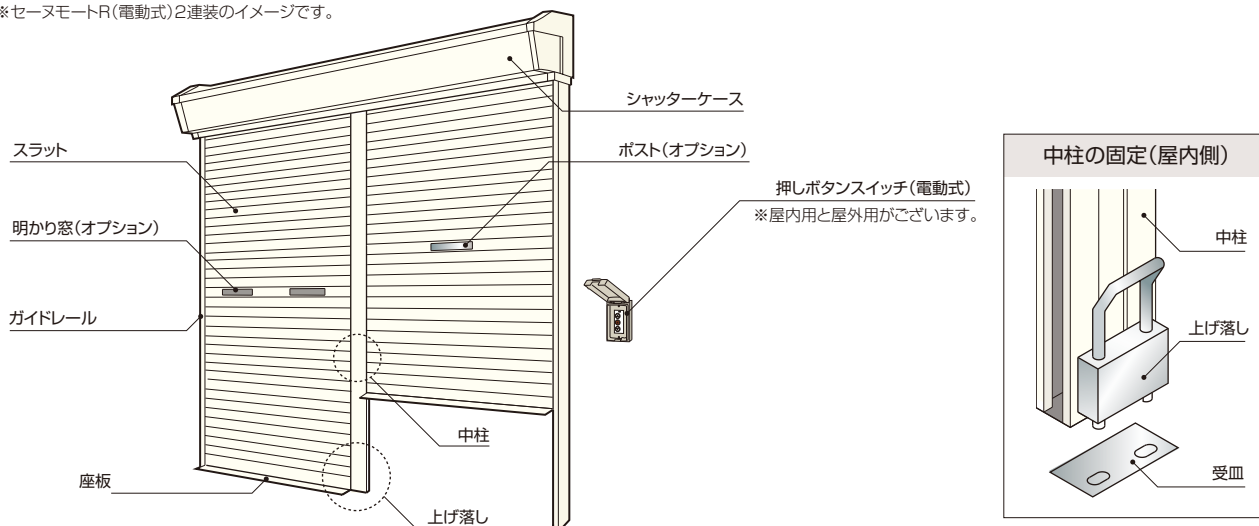 ※セーヌモートR(電動式)2連装のイメージです。
シャッターケース
スラット
ポスト(オプション)
押しボタンスイッチ(電動式)
※屋内用と屋外用がございます。
明かり窓(オプション)
ガイドレール
中柱
座板
上げ落し
中柱の固定(屋内側)
中柱
上げ落し
受皿